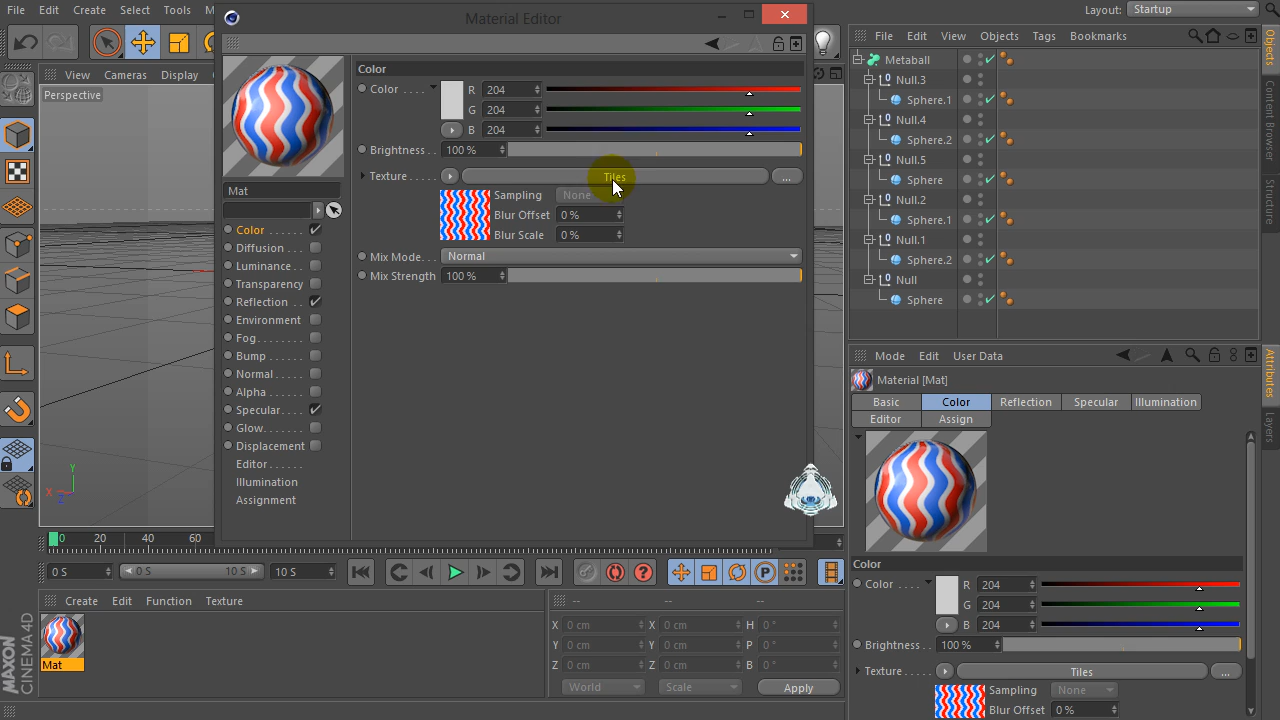 File Edit Create Select Tools
Material Editor
Layout: Startup
File Edit View Objects Tags Bookmarks
View Cameras Display
Perspective
Color
Color .... R 204
G 204
B 204
Brightness.. 100 %
Texture..... Tiles ...
Sampling None
Blur Offset 0 %
Blur Scale 0 %
Mix Mode... Normal
Mix Strength 100 %
Mat
Color ......
Diffusion ...
Luminance..
Transparency
Reflection ..
Environment
Fog........
Bump .....
Normal.....
Alpha .....
Specular....
Glow.......
Displacement
Editor ......
Illumination
Assignment
Metaball
Null.3
Sphere.1
Null.4
Sphere.2
Null.5
Sphere
Null.2
Sphere.1
Null.1
Sphere.2
Null
Sphere
Objects
Content Browser
Structure
Mode Edit User Data
Material [Mat]
Basic Color Reflection Specular Illumination
Editor Assign
Attributes
Layers
Color
Color .... R 204
G 204
B 204
Brightness.. 100 %
Texture..... Tiles ...
Sampling None
Blur Offset 0 %
Y
X
Z
0 20 40 60
0 S 0 S 10 S 10 S
Create Edit Function Texture
Mat
-- -- --
X 0 cm X 0 cm H 0 °
Y 0 cm Y 0 cm P 0 °
Z 0 cm Z 0 cm B 0 °
World Scale Apply
MAXON
CINEMA 4D